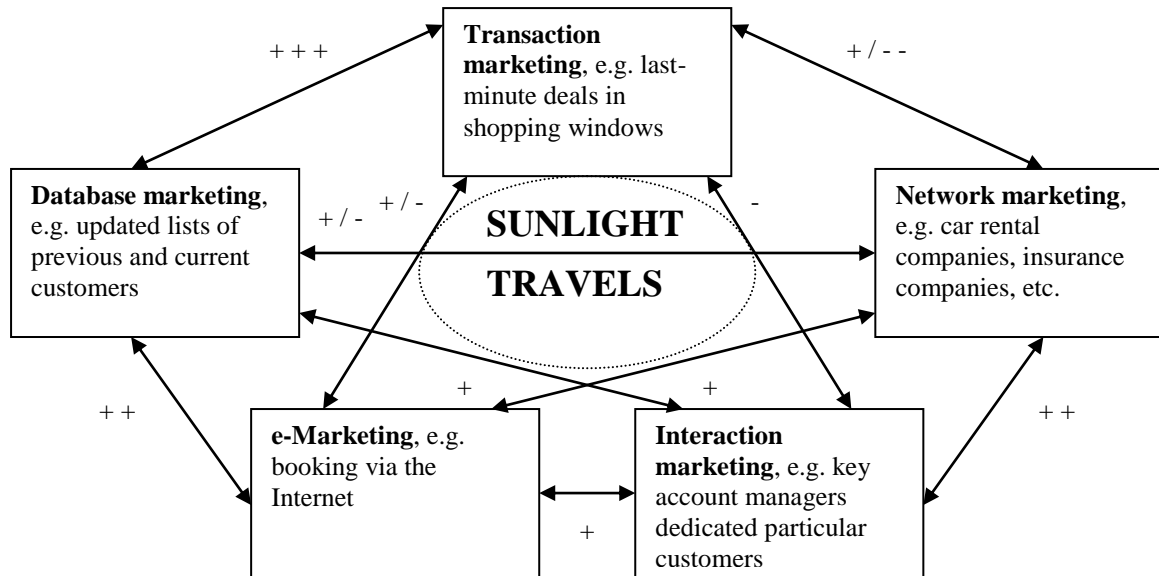 Transaction
marketing, e.g. last-
minute deals in
shopping windows
+ + +
+ / - -
Database marketing,
e.g. updated lists of
previous and current
customers
+ / -
+ / -
SUNLIGHT
TRAVELS
-
Network marketing,
e.g. car rental
companies, insurance
companies, etc.
+ +
+
+
+ +
e-Marketing, e.g.
booking via the
Internet
+
Interaction
marketing, e.g. key
account managers
dedicated particular
customers